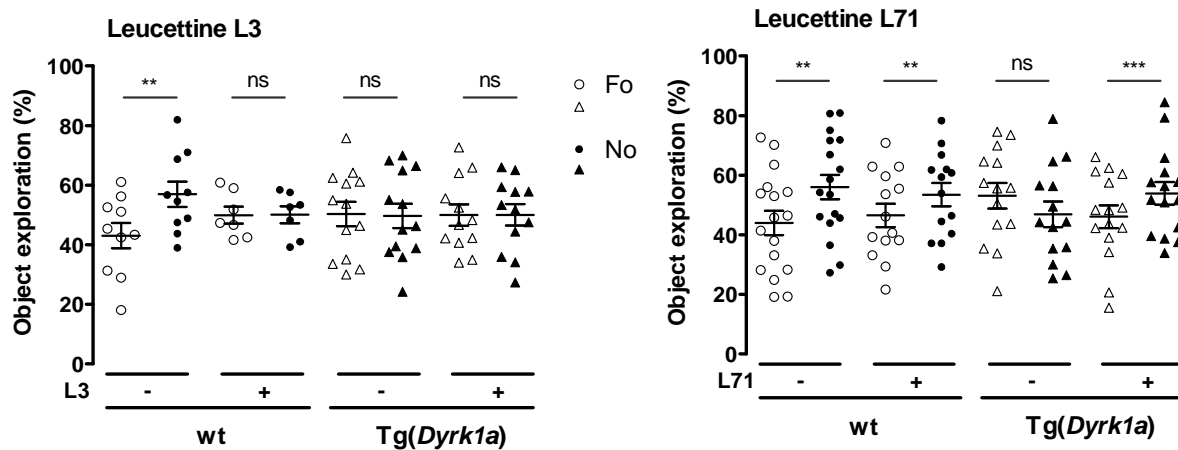 Leucettine L3
Object exploration (%)
100
80
60
40
20
0
** ns ns ns
L3 - + - +
wt Tg(Dyrk1a)
Fo
No
Leucettine L71
Object exploration (%)
100
80
60
40
20
0
** ** ns ***
L71 - + - +
wt Tg(Dyrk1a)